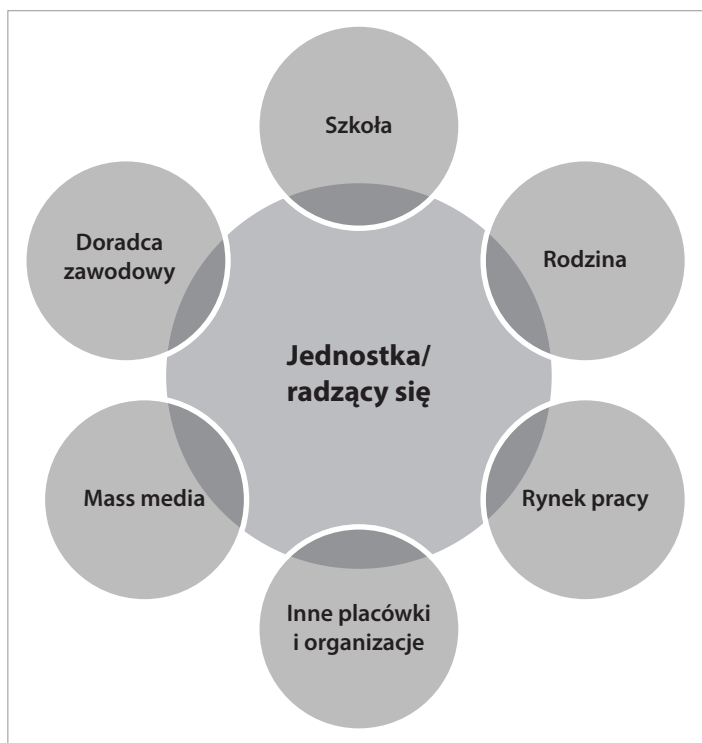 Szkoła
Doradca
zawodowy
Rodzina
Jednostka/
radzący się
Mass media
Rynek pracy
Inne placówki
i organizacje